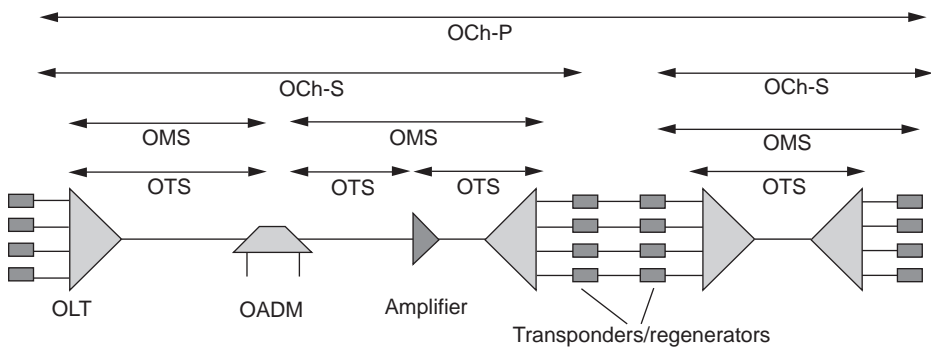 OCh-P
OCh-S
OCh-S
OMS
OMS
OMS
OTS
OTS
OTS
OTS
OLT
OADM
Amplifier
Transponders/regenerators